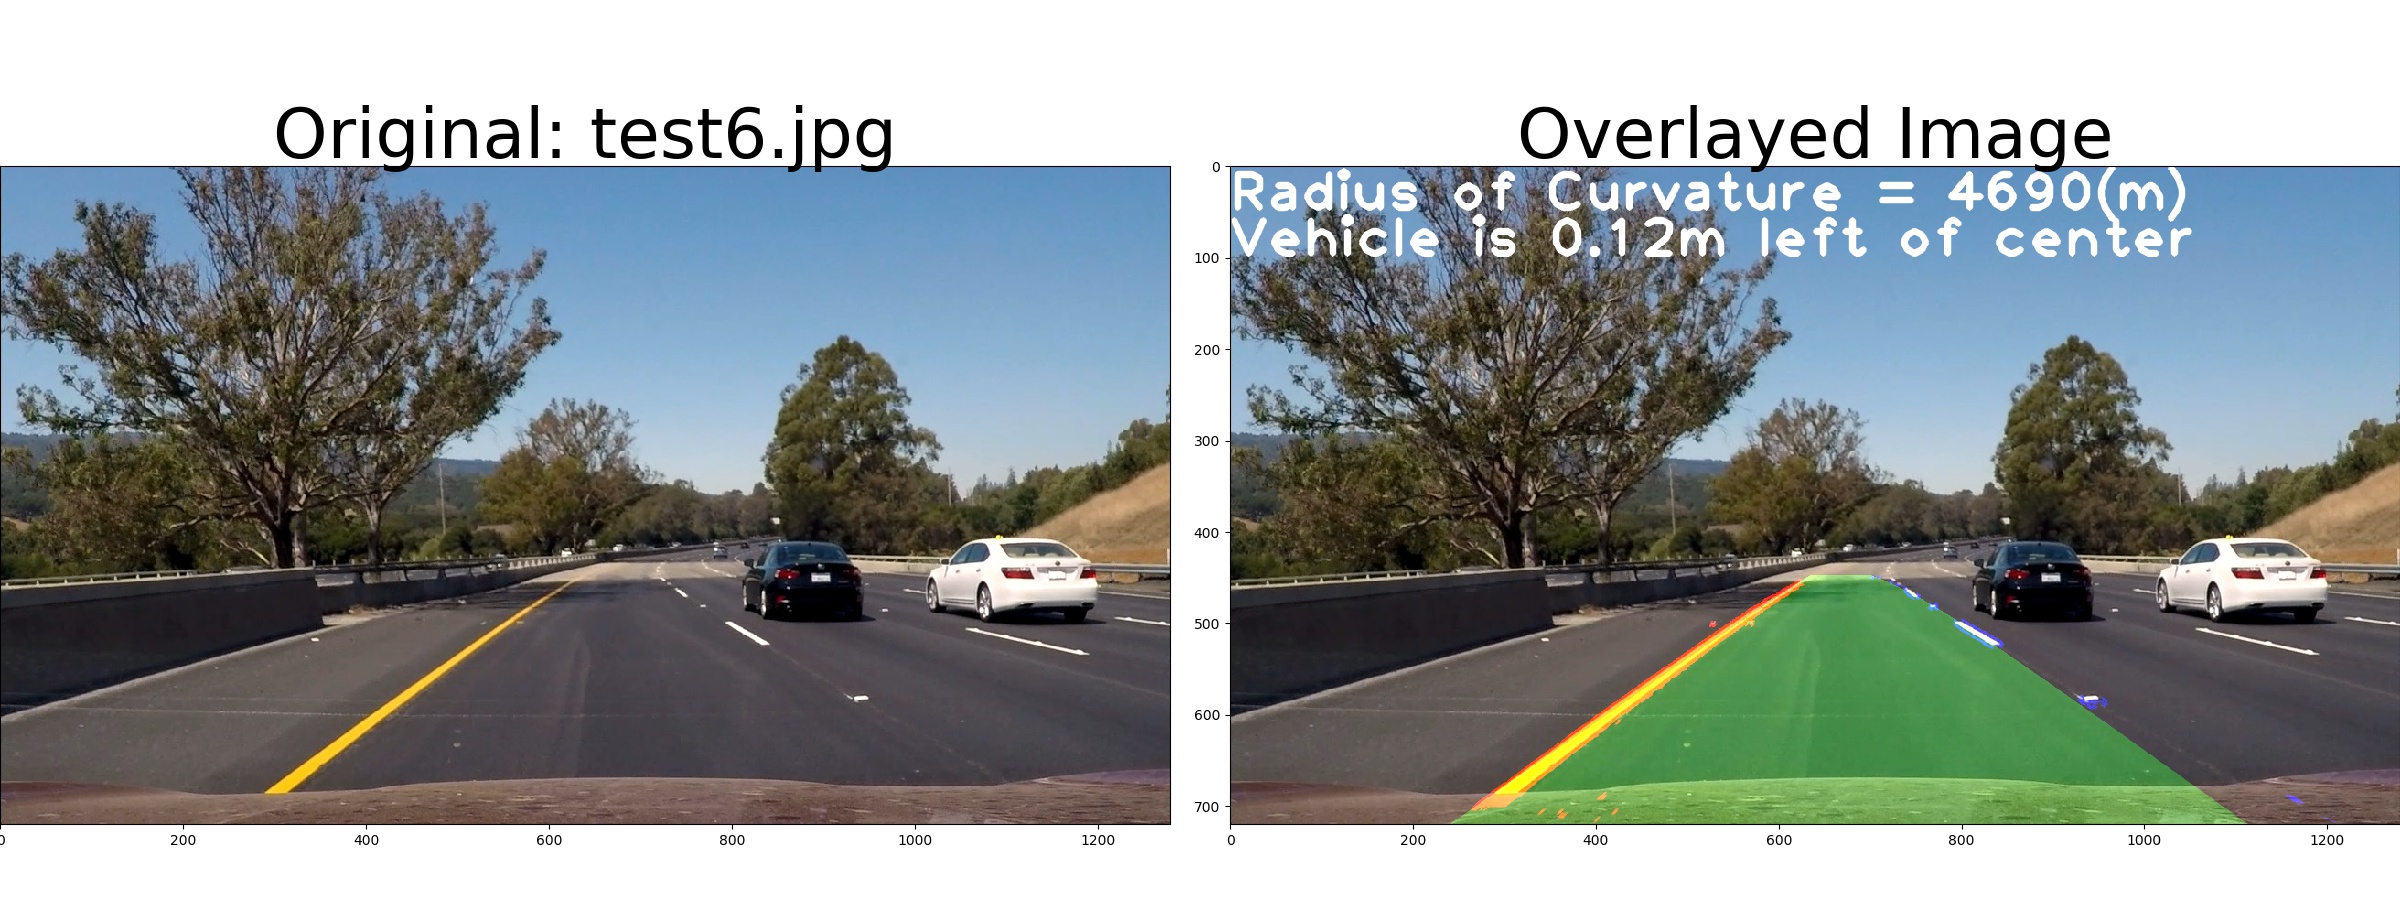 Original: test6.jpg
Overlayed Image
Radius of Curvature = 4690(m)
Vehicle is 0.12m left of center
0
100
200
300
400
500
600
700
0 200 400 600 800 1000 1200
0 200 400 600 800 1000 1200